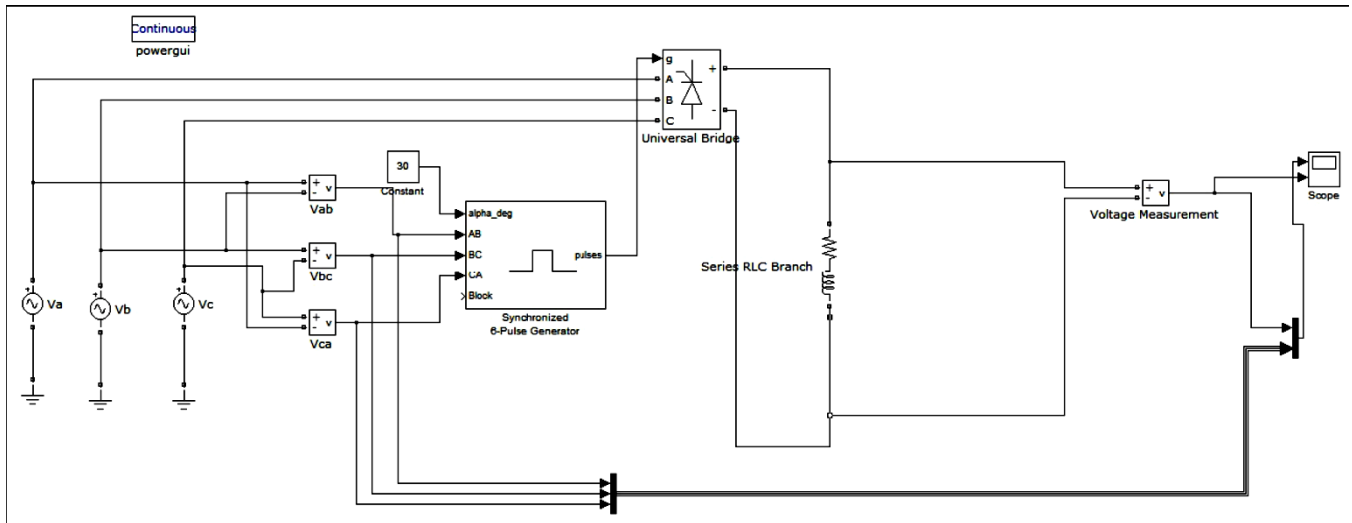 Continuous
powergui
g
A
B
C
+
-
Universal Bridge
30
Constant
+
-
v
Vab
+
-
v
Vbc
+
-
v
Vca
alpha_deg
AB
BC
CA
Block
pulses
Synchronized
6-Pulse Generator
+
Va
+
Vb
+
Vc
Series RLC Branch
+
-
v
Voltage Measurement
Scope